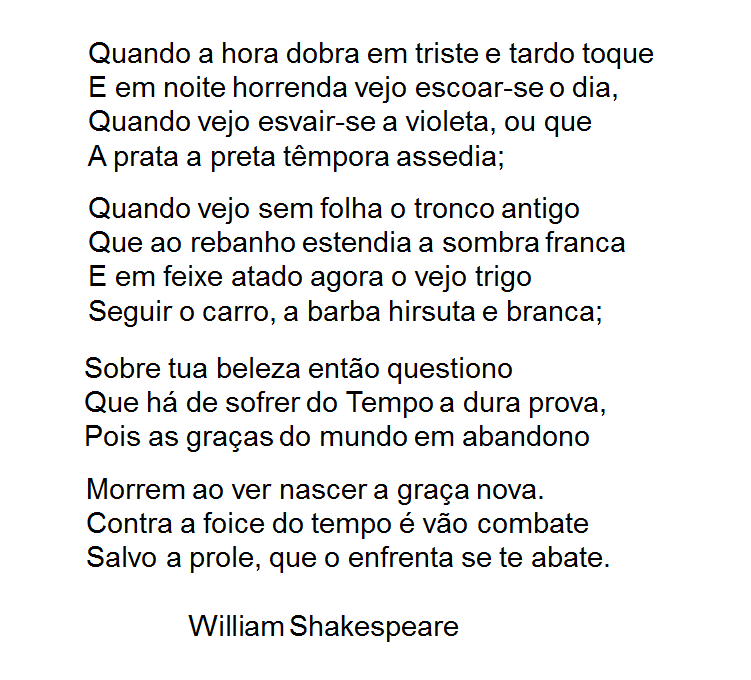 Quando a hora dobra em triste e tardo toque
E em noite horrenda vejo escoar-se o dia,
Quando vejo esvair-se a violeta, ou que
A prata a preta têmpora assedia;
Quando vejo sem folha o tronco antigo
Que ao rebanho estendia a sombra franca
E em feixe atado agora o vejo trigo
Seguir o carro, a barba hirsuta e branca;
Sobre tua beleza então questiono
Que há de sofrer do Tempo a dura prova,
Pois as graças do mundo em abandono
Morrem ao ver nascer a graça nova.
Contra a foice do tempo é vão combate
Salvo a prole, que o enfrenta se te abate.
William Shakespeare